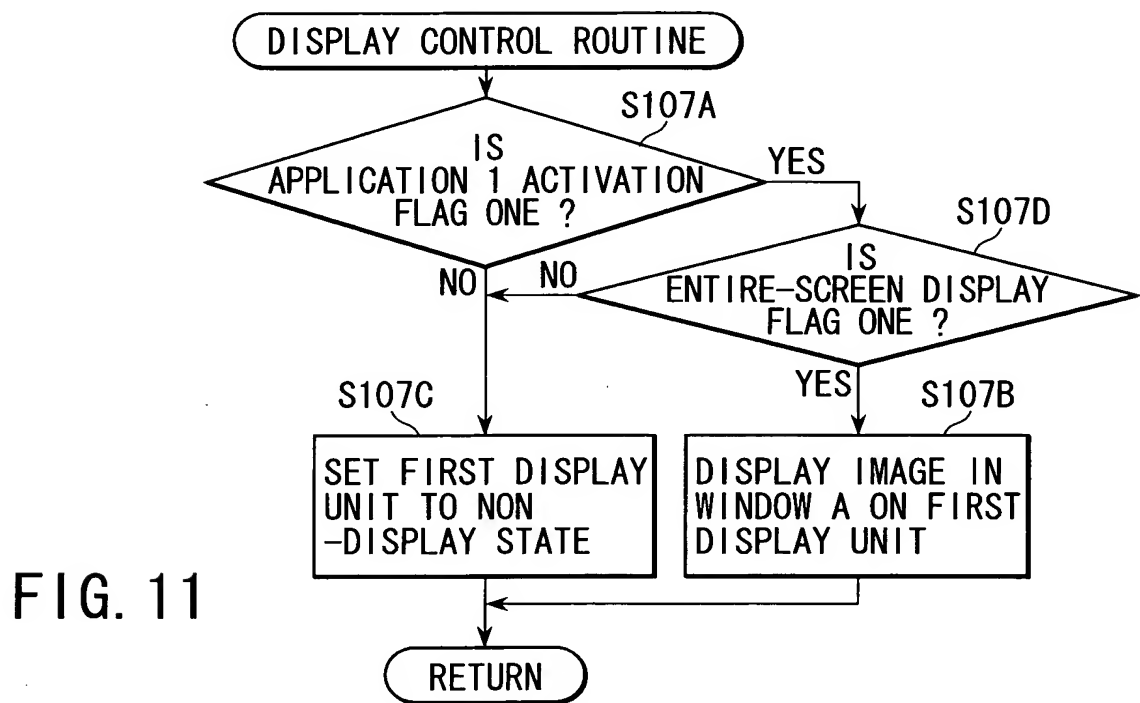 DISPLAY CONTROL ROUTINE
S107A
IS
APPLICATION 1 ACTIVATION
FLAG ONE ?
YES
S107D
IS
ENTIRE-SCREEN DISPLAY
FLAG ONE ?
NO
NO
YES
S107C
SET FIRST DISPLAY
UNIT TO NON
-DISPLAY STATE
S107B
DISPLAY IMAGE IN
WINDOW A ON FIRST
DISPLAY UNIT
FIG. 11
RETURN